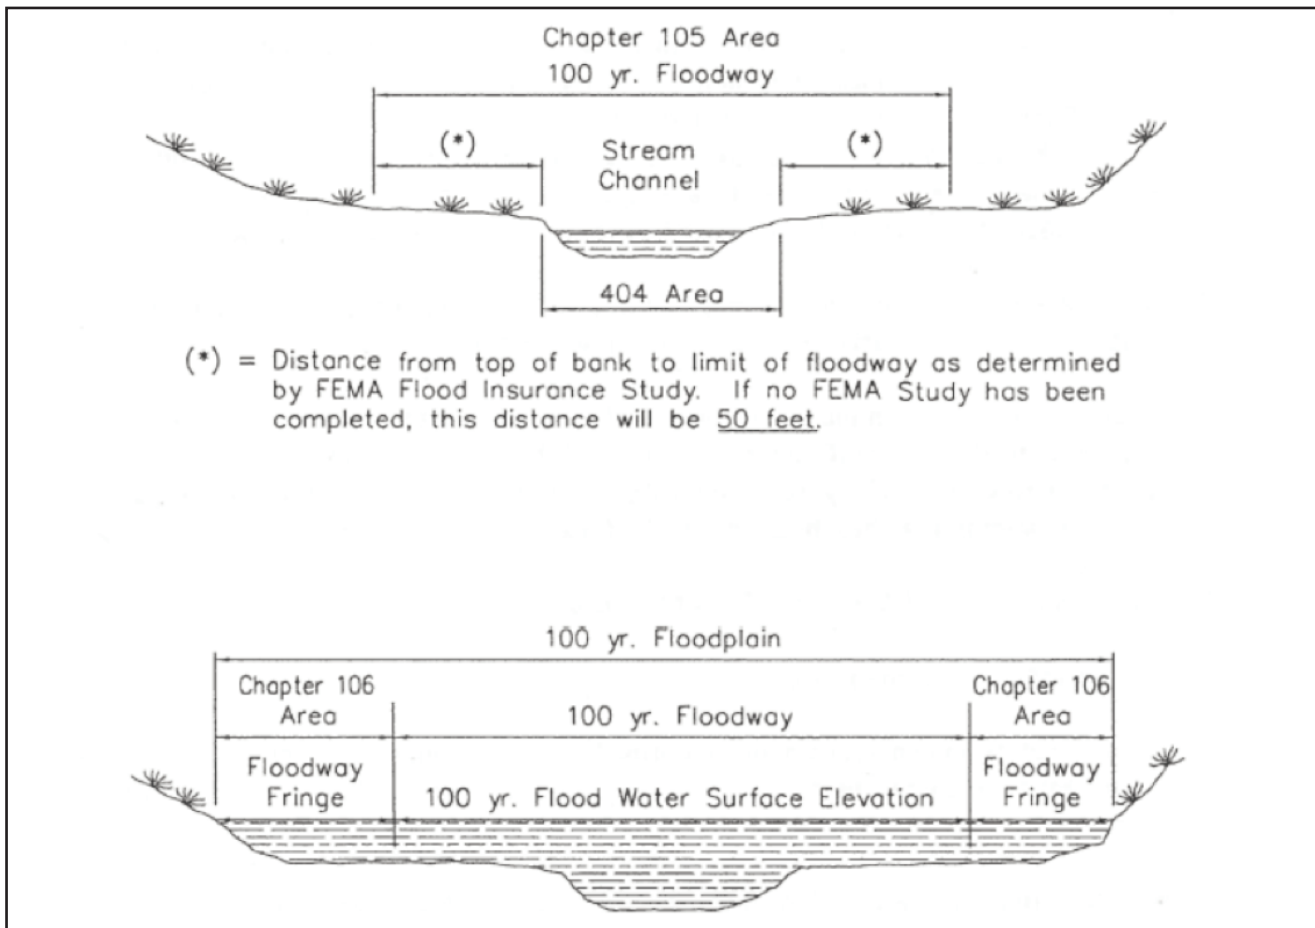 Chapter 105 Area
100 yr. Floodway
(*)
Stream
Channel
(*)
404 Area
(*) = Distance from top of bank to limit of floodway as determined
by FEMA Flood Insurance Study. If no FEMA Study has been
completed, this distance will be 50 feet.
100 yr. Floodplain
Chapter 106
Area
100 yr. Floodway
Chapter 106
Area
Floodway
Fringe
100 yr. Flood Water Surface Elevation
Floodway
Fringe